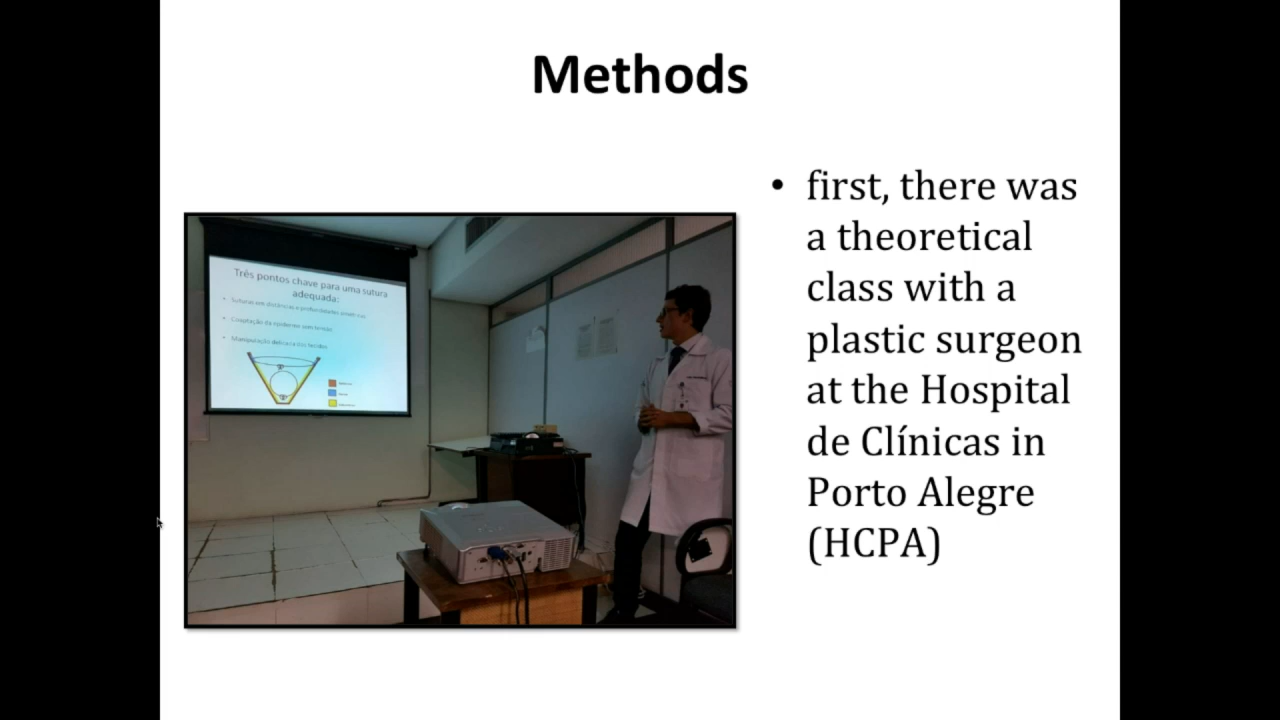 Methods
Três pontos chave para uma sutura
adequada:
• first, there was
a theoretical
class with a
plastic surgeon
at the Hospital
de Clínicas in
Porto Alegre
(HCPA)